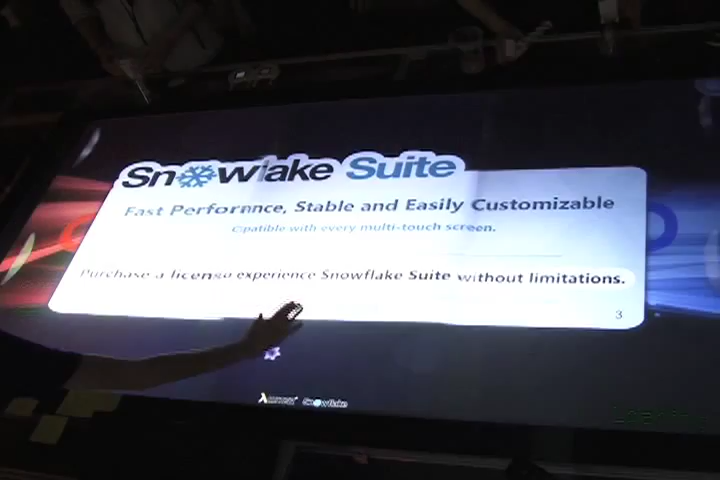 Snowflake Suite
Fast Performance, Stable and Easily Customizable
Cpatible with every multi-touch screen.
Purchase a license experience Snowflake Suite without limitations.
3
Snowflake